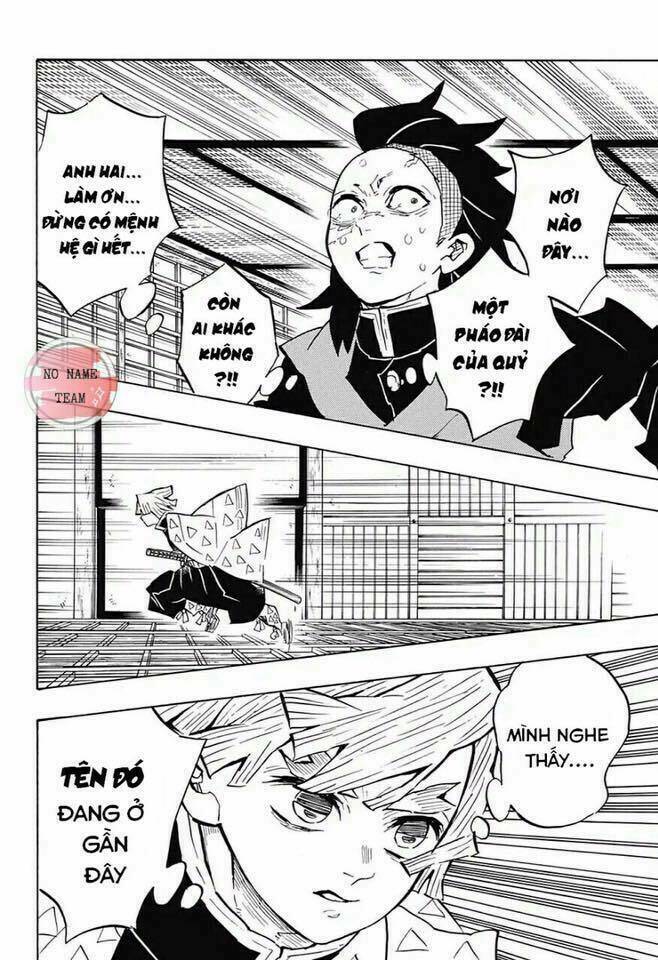 NƠI
NÀO
ĐÂY...
MỘT
PHÁO ĐÀI
CỦA QUỶ
?!!
CÒN
AI KHÁC
KHÔNG
?!!
ANH HAI...
LÀM ƠN...
ĐỪNG CÓ MỆNH
HỆ GÌ HẾT...
NO NAME
TEAM
MÌNH NGHE
THẤY....
TÊN ĐÓ
ĐANG Ở
GẦN
ĐÂY